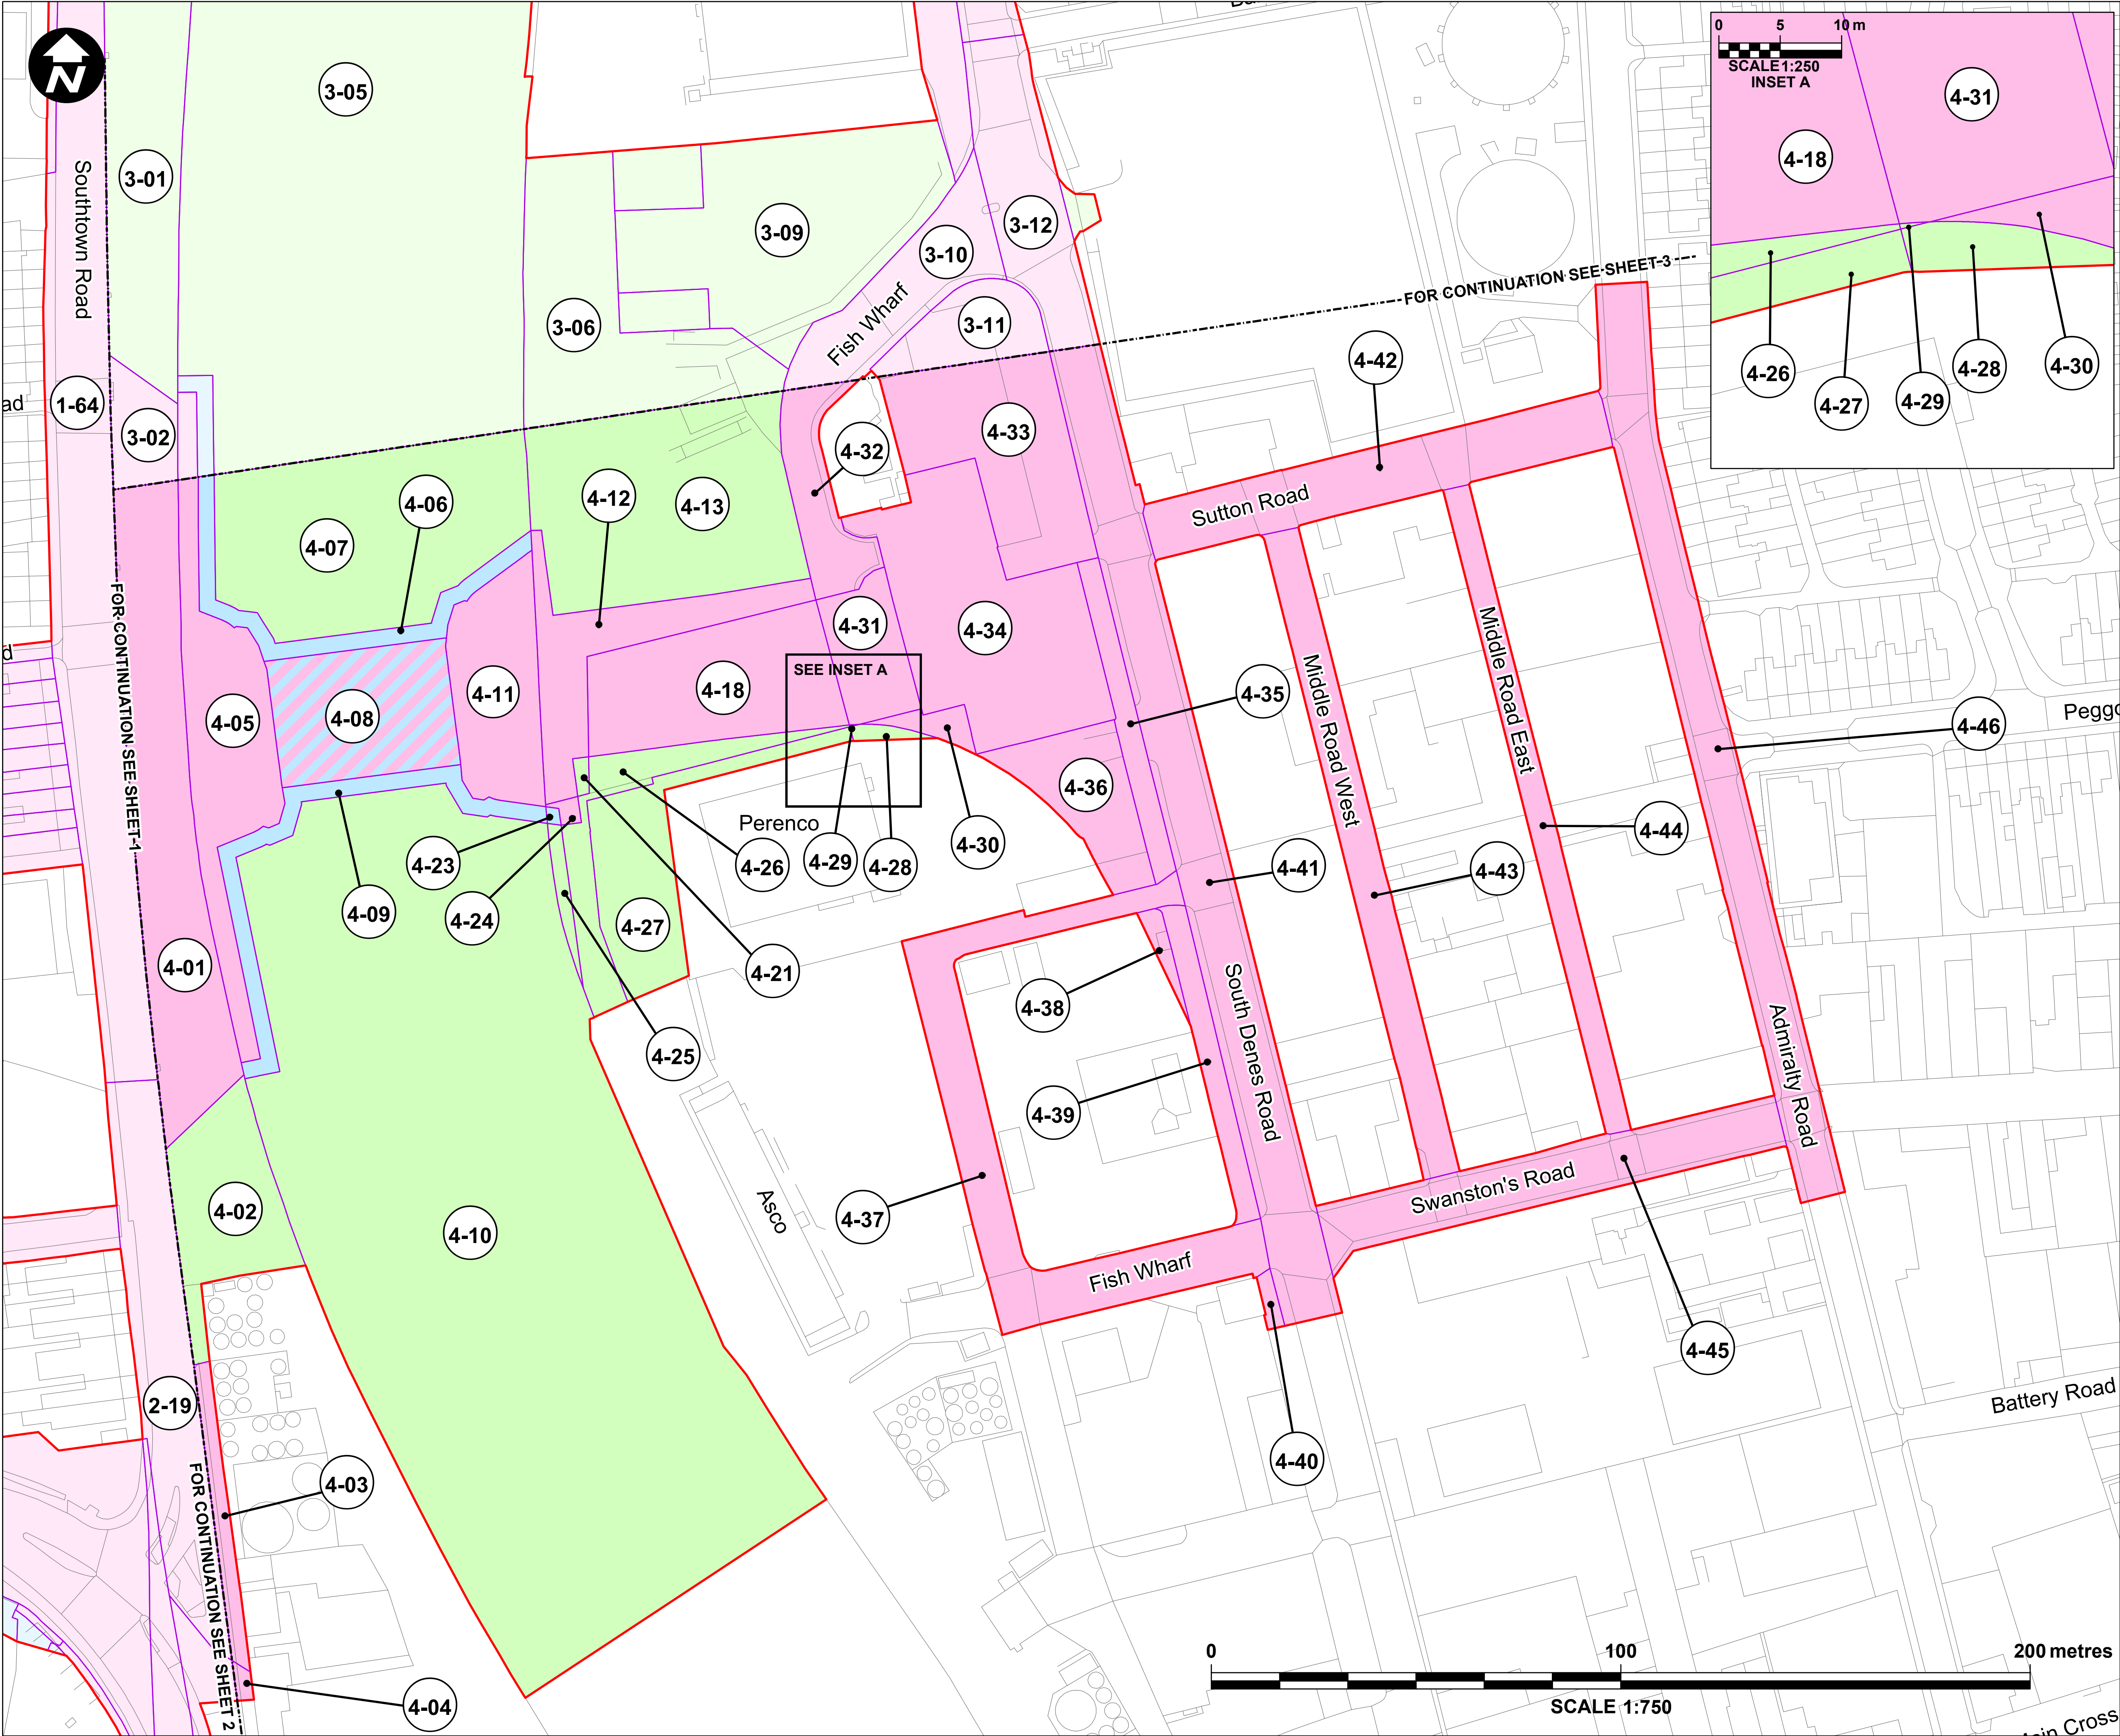 N
0 5 10 m
SCALE 1:250
INSET A
4-31
4-18
4-26
4-27
4-29
4-28
4-30
3-05
3-01
Southtown Road
3-09
3-12
3-10
Fish Wharf
3-06
3-11
FOR CONTINUATION SEE SHEET 3
1-64
ad
3-02
4-42
4-33
4-32
4-06
4-12
4-13
4-07
Sutton Road
FOR CONTINUATION SEE SHEET 1
d
4-31
4-34
SEE INSET A
4-18
4-11
4-05
4-08
4-35
Middle Road West
Middle Road East
4-46
4-36
Perenco
4-23
4-26
4-29
4-28
4-30
4-41
4-43
4-44
4-09
4-24
4-27
4-01
4-21
4-38
South Denes Road
Admiralty Road
4-25
4-39
4-02
4-10
Asco
4-37
Fish Wharf
Swanston's Road
4-45
2-19
Battery Road
4-40
4-03
FOR CONTINUATION SEE SHEET 2
4-04
0 100 200 metres
SCALE 1:750